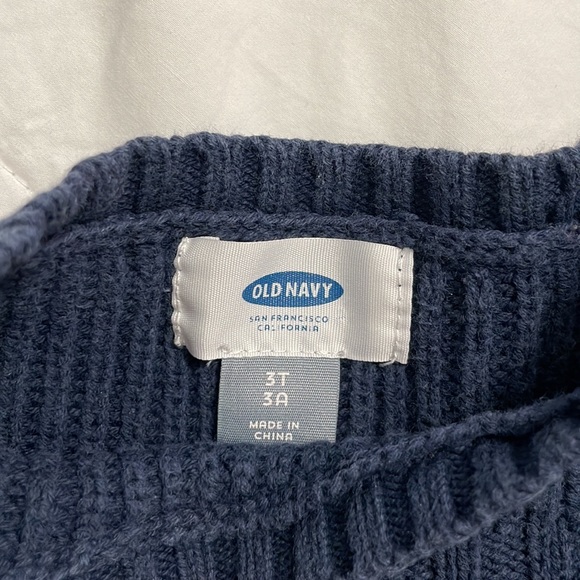 OLD NAVY
SAN FRANCISCO
CALIFORNIA
3T
3A
MADE IN
CHINA